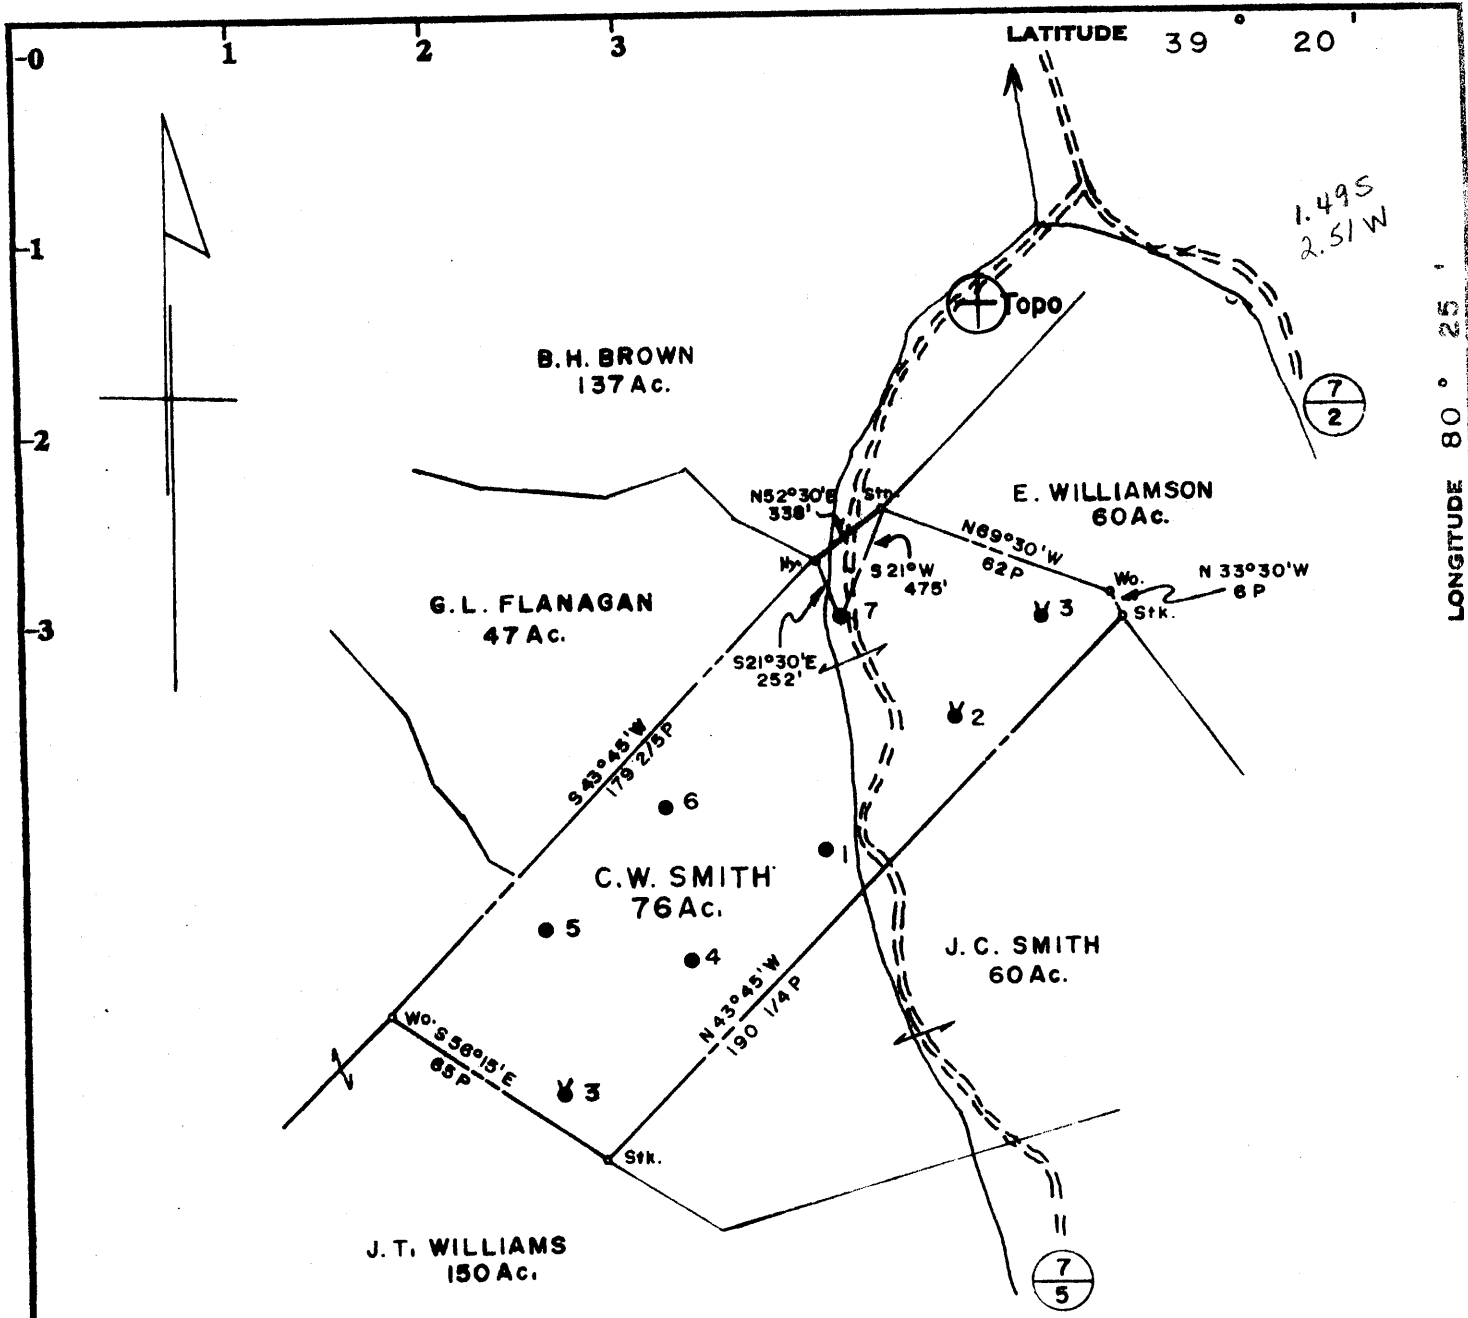 -0
1
2
3
LATITUDE 39° 20'
1.49 S
2.51 W
-1
Topo
LONGITUDE 80° 25'
B.H. BROWN
137 Ac.
7
2
-2
N52°30'E
338'
Stn.
E. WILLIAMSON
60 Ac.
N69°30'W
62 P
Hy.
S 21° W
475'
Wo.
N 33°30'W
6 P
G.L. FLANAGAN
47 Ac.
7
3
Stk.
-3
S21°30'E
252'
2
S 43°45'W
179 2/5 P
6
1
C.W. SMITH
76 Ac.
5
4
J.C. SMITH
60 Ac.
N 43°45'W
190 1/4 P
Wo.
S 56°15'E
65 P
3
Stk.
J.T. WILLIAMS
150 Ac.
7
5